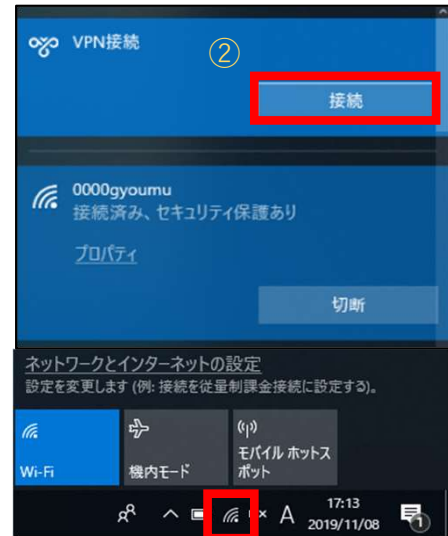 VPN接続
②
接続
0000gyoumu
接続済み、セキュリティ保護あり
プロパティ
切断
ネットワークとインターネットの設定
設定を変更します (例: 接続を従量制課金接続に設定する)。
Wi-Fi
機内モード
モバイル ホットス
ポット
A
17:13
2019/11/08
1